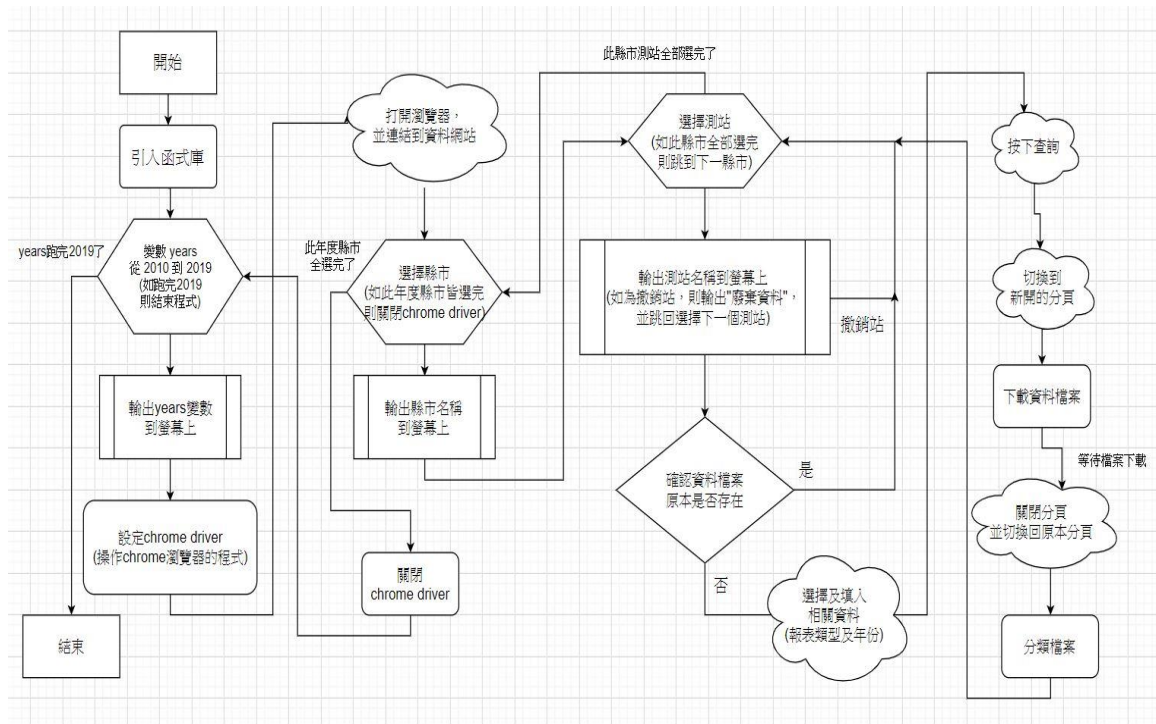 開始
引入函式庫
years跑完2019了
變數 years
從 2010 到 2019
(如跑完2019
則結束程式)
輸出years變數
到螢幕上
設定chrome driver
(操作chrome瀏覽器的程式)
結束
打開瀏覽器，
並連結到資料網站
此年度縣市
全選完了
選擇縣市
(如此年度縣市皆選完
則關閉chrome driver)
輸出縣市名稱
到螢幕上
關閉
chrome driver
此縣市測站全部選完了
選擇測站
(如此縣市全部選完
則跳到下一縣市)
輸出測站名稱到螢幕上
(如為撤銷站，則輸出"廢棄資料"，
並跳回選擇下一個測站)
撤銷站
確認資料檔案
原本是否存在
是
否
選擇及填入
相關資料
(報表類型及年份)
按下查詢
切換到
新開的分頁
下載資料檔案
等待檔案下載
關閉分頁
並切換回原本分頁
分類檔案